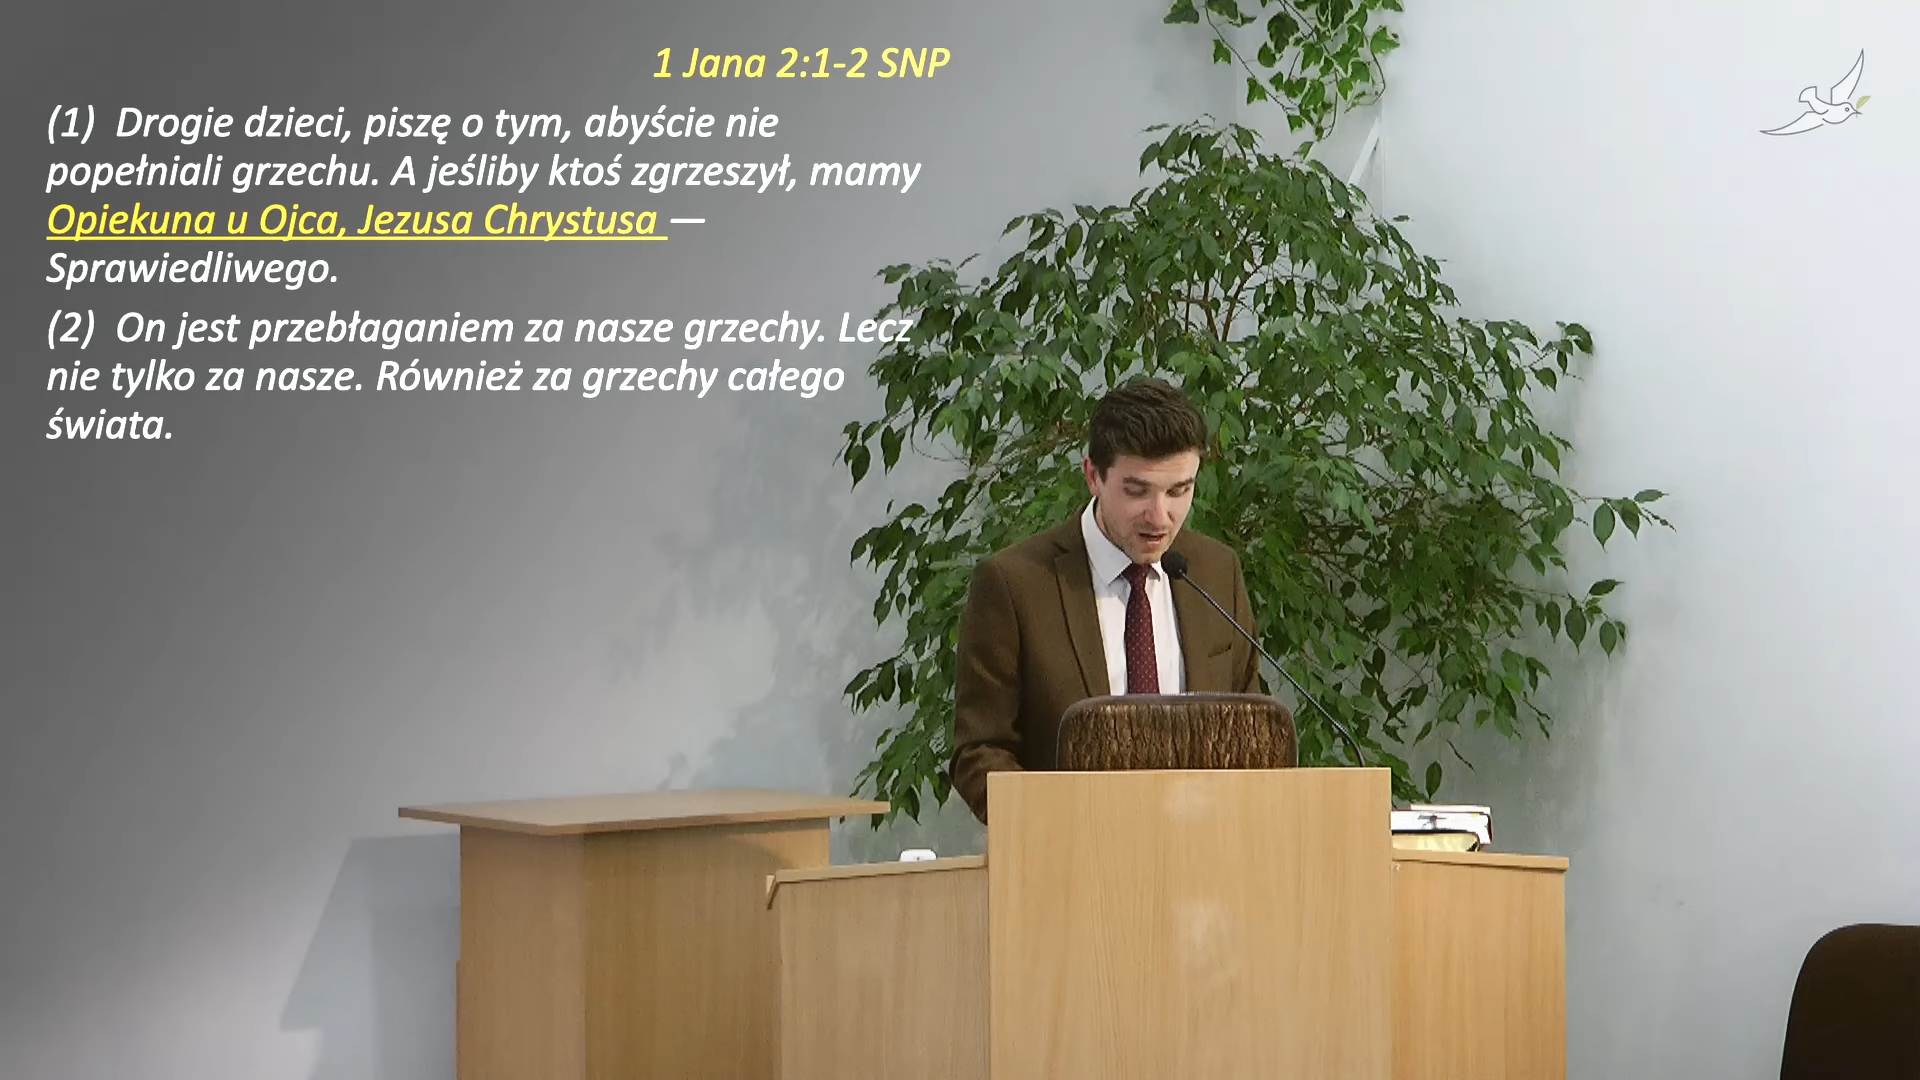 1 Jana 2:1-2 SNP
(1) Drogie dzieci, piszę o tym, abyście nie
popełniali grzechu. A jeśliby ktoś zgrzeszył, mamy
Opiekuna u Ojca, Jezusa Chrystusa —
Sprawiedliwego.
(2) On jest przebłaganiem za nasze grzechy. Lecz
nie tylko za nasze. Również za grzechy całego
świata.